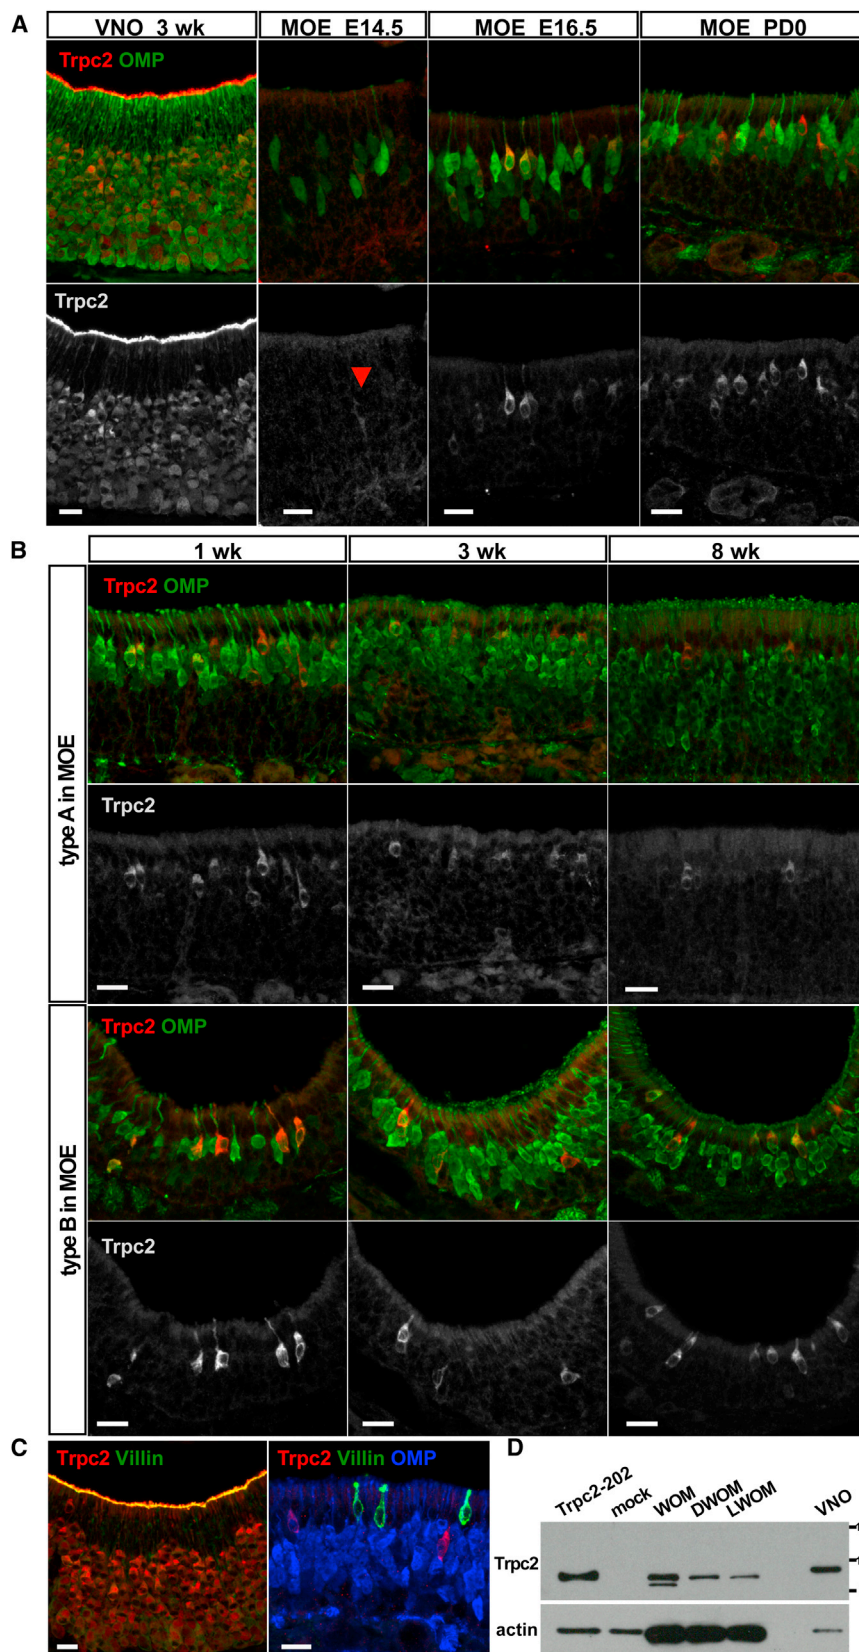 A
VNO 3 wk
MOE E14.5
MOE E16.5
MOE PD0
Trpc2 OMP
Trpc2
B
1 wk
3 wk
8 wk
type A in MOE
Trpc2 OMP
Trpc2
type B in MOE
Trpc2 OMP
Trpc2
C
Trpc2 Villin
Trpc2 Villin OMP
D
Trpc2-202
mock
WOM
DWOM
LWOM
VNO
Trpc2
actin